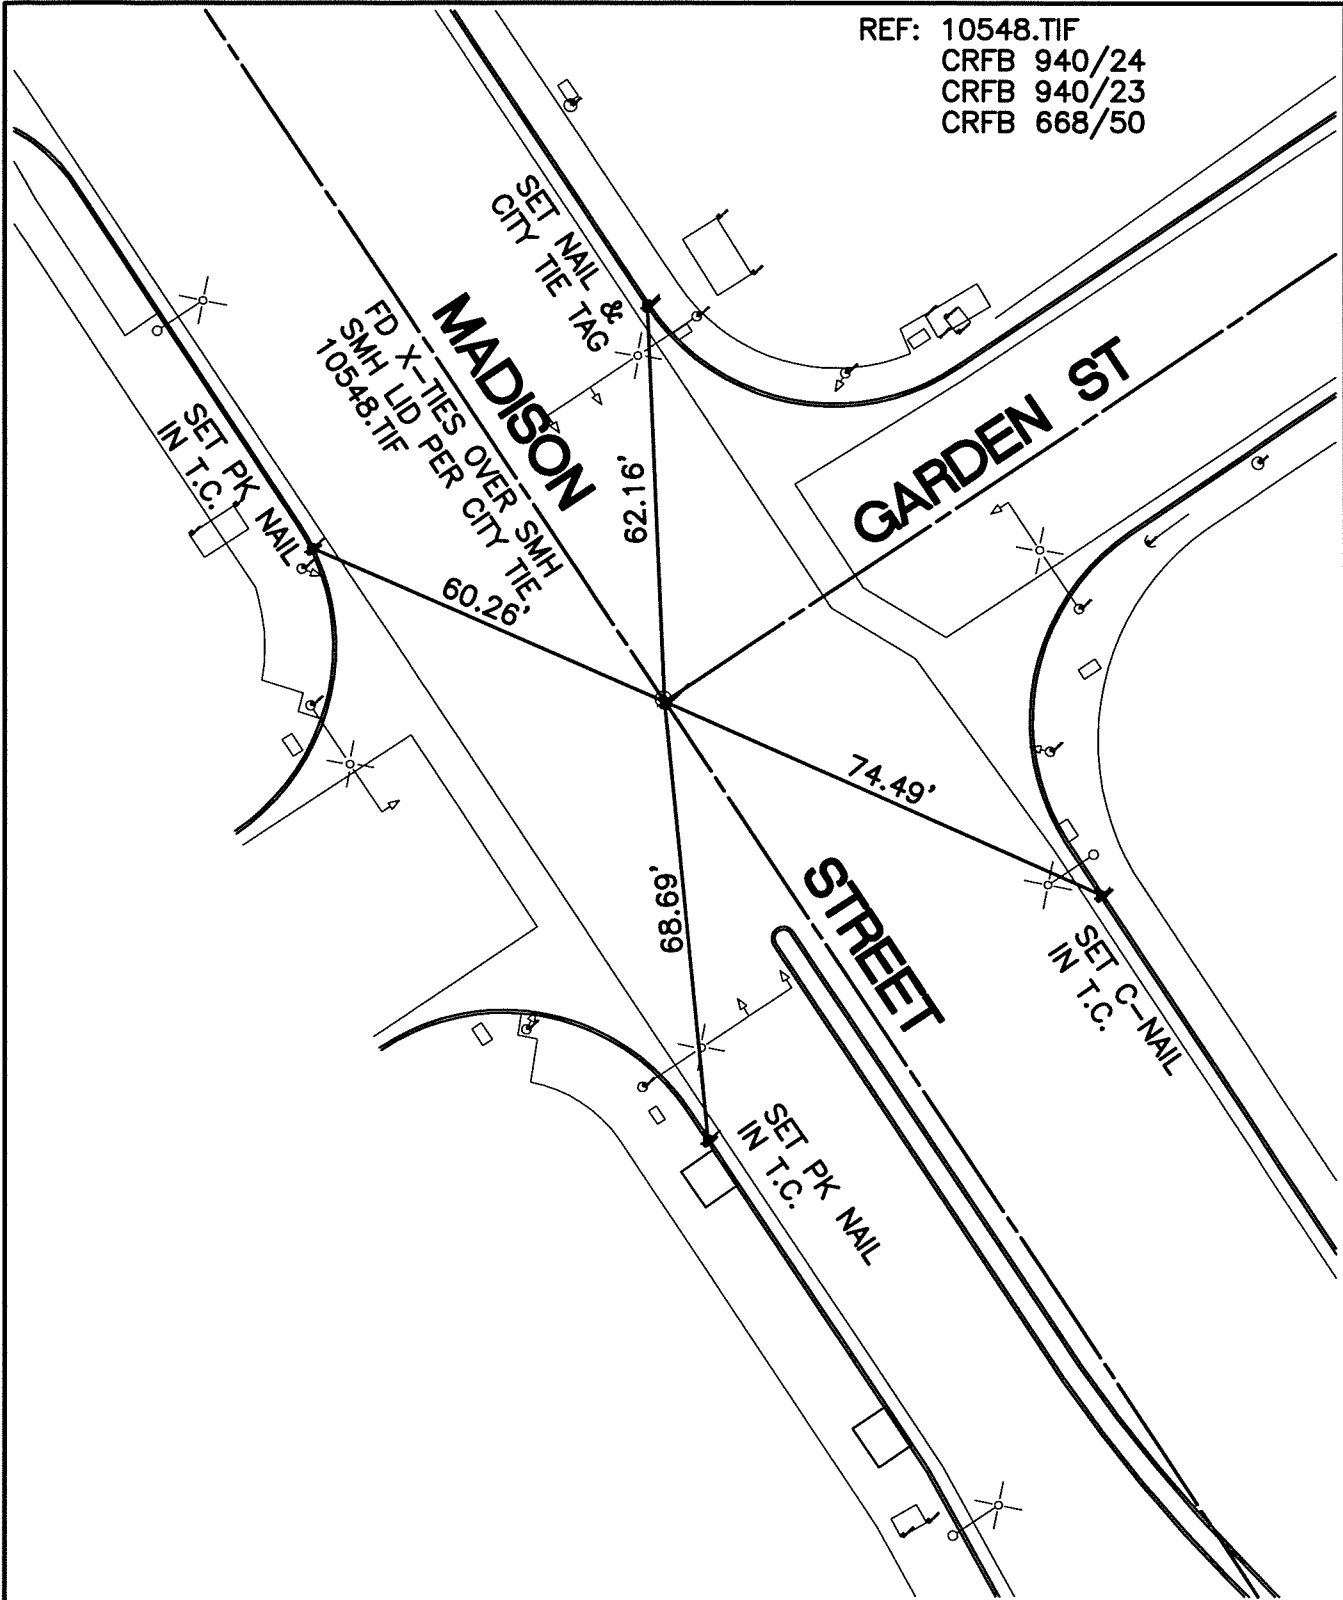 REF: 10548.TIF
CRFB 940/24
CRFB 940/23
CRFB 668/50
SET NAIL &
CITY TIE TAG
MADISON
FD X-TIES OVER SMH
SMH LID PER CITY TIE
10548.TIF
GARDEN ST
SET PK NAIL
IN T.C.
62.16'
60.26'
74.49'
68.69'
STREET
SET C-NAIL
IN T.C.
SET PK NAIL
IN T.C.